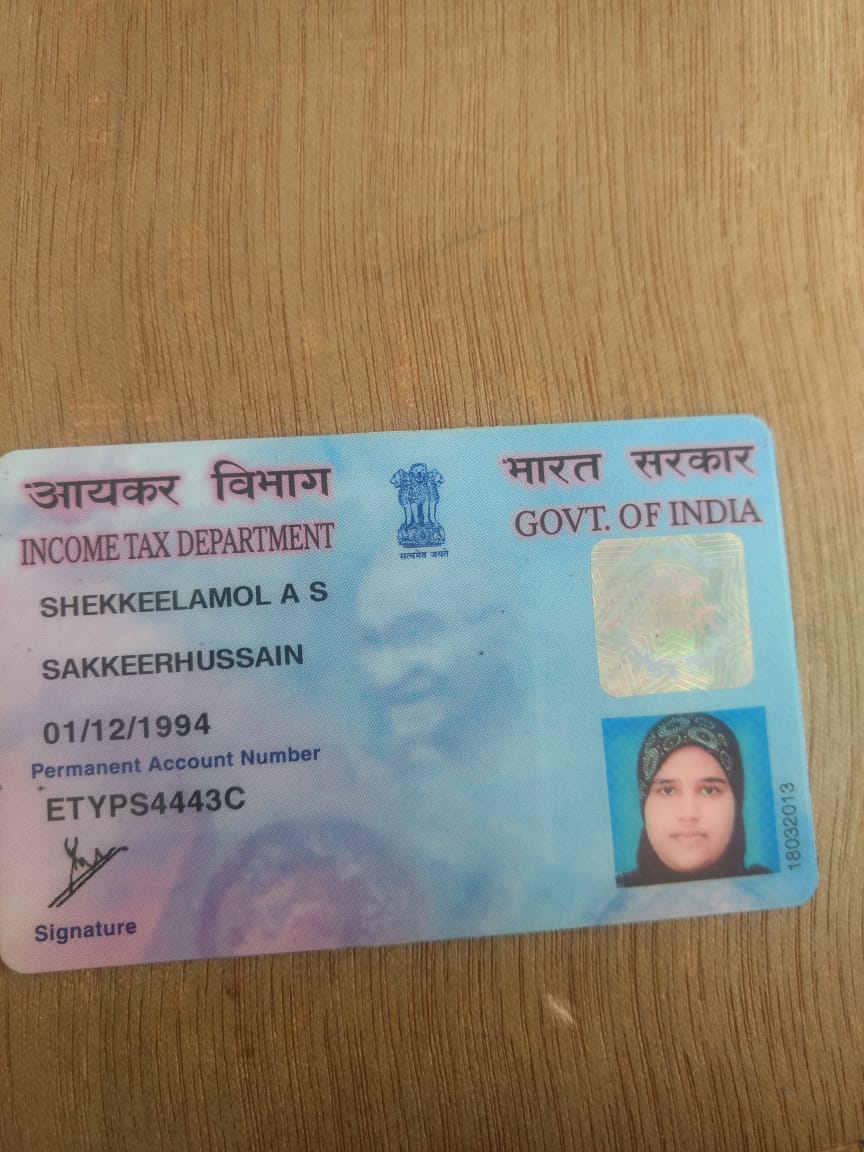 आयकर विभाग
INCOME TAX DEPARTMENT
सत्यमेव जयते
भारत सरकार
GOVT. OF INDIA
SHEKKEELAMOL A S
SAKKEERHUSSAIN
01/12/1994
Permanent Account Number
ETYPS4443C
Signature
18032013